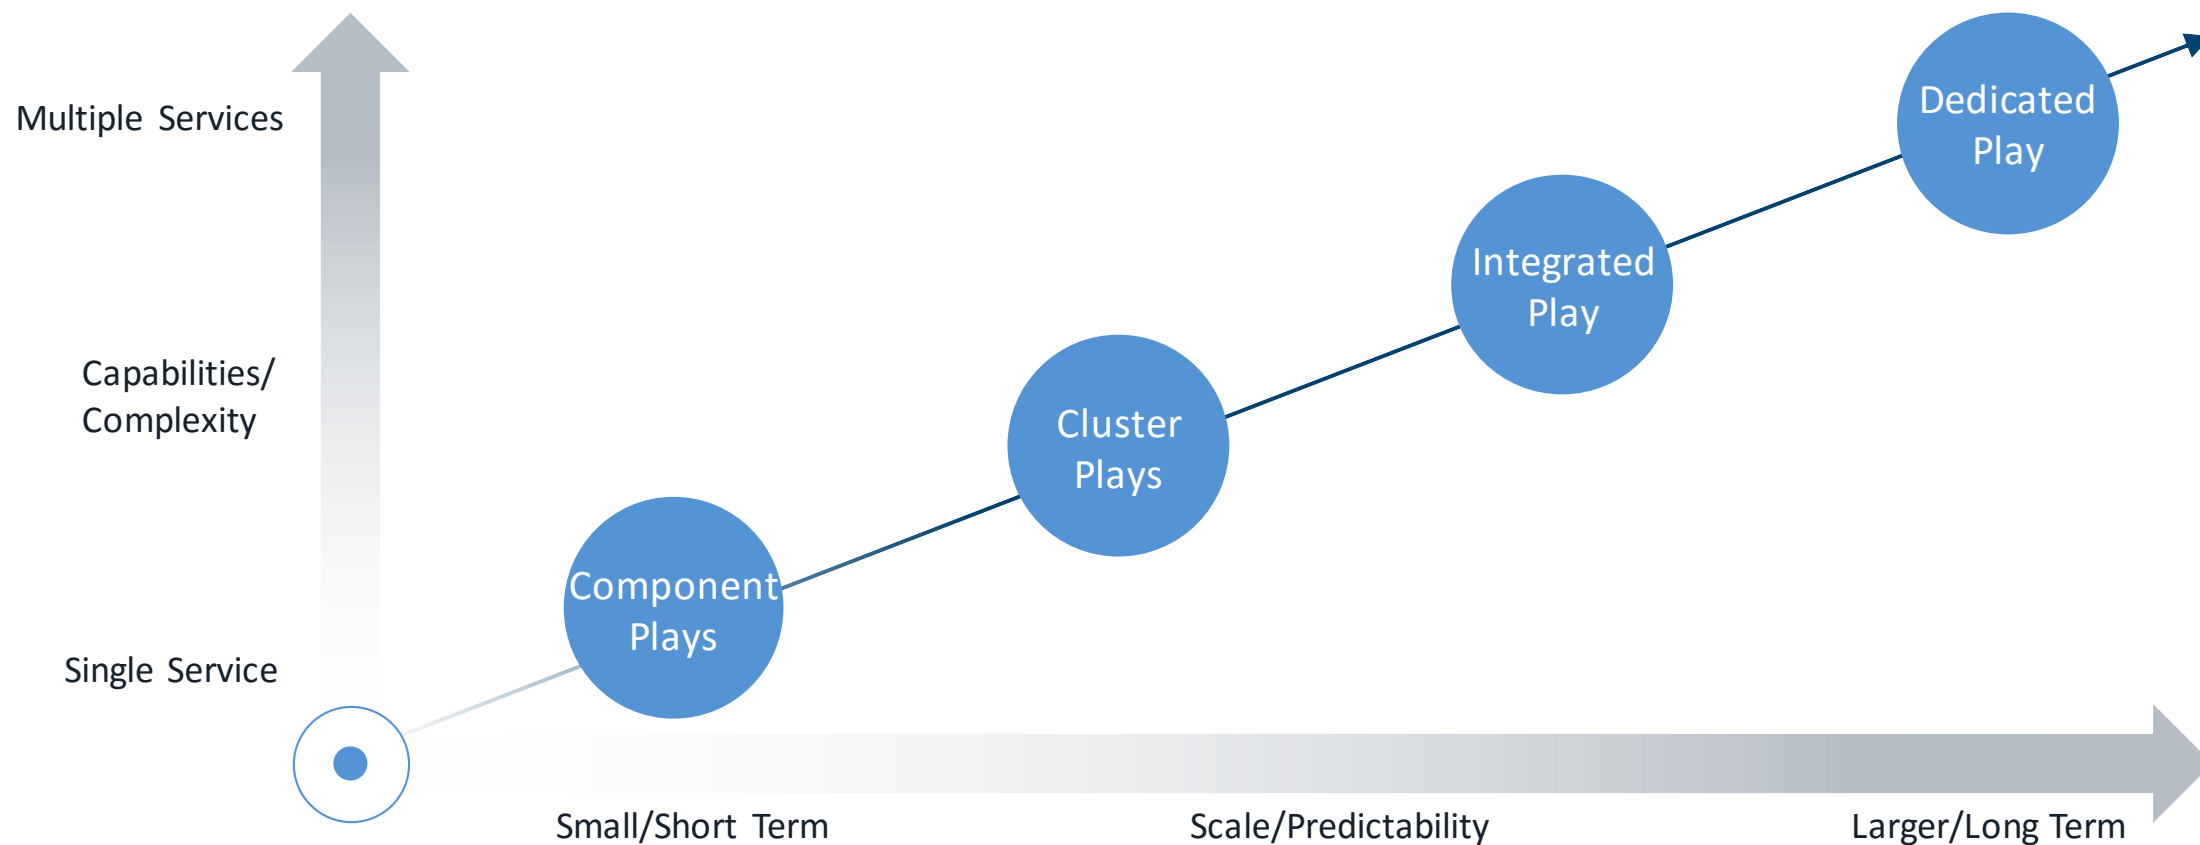 Multiple Services
Dedicated
Play
Integrated
Play
Capabilities/
Complexity
Cluster
Plays
Component
Plays
Single Service
Small/Short Term
Scale/Predictability
Larger/Long Term